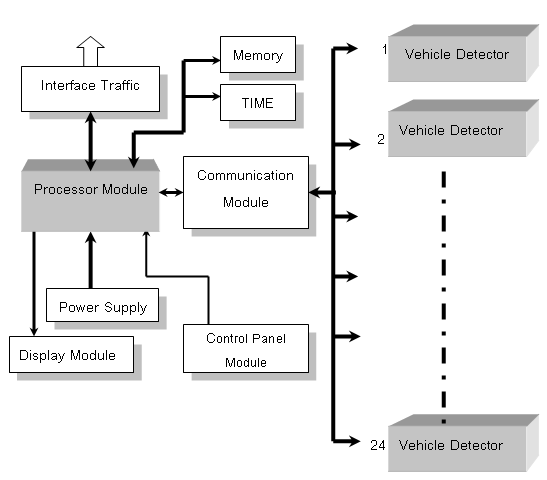 Interface Traffic
Memory
TIME
1
Vehicle Detector
2
Vehicle Detector
Processor Module
Communication
Module
Power Supply
Display Module
Control Panel
Module
24
Vehicle Detector